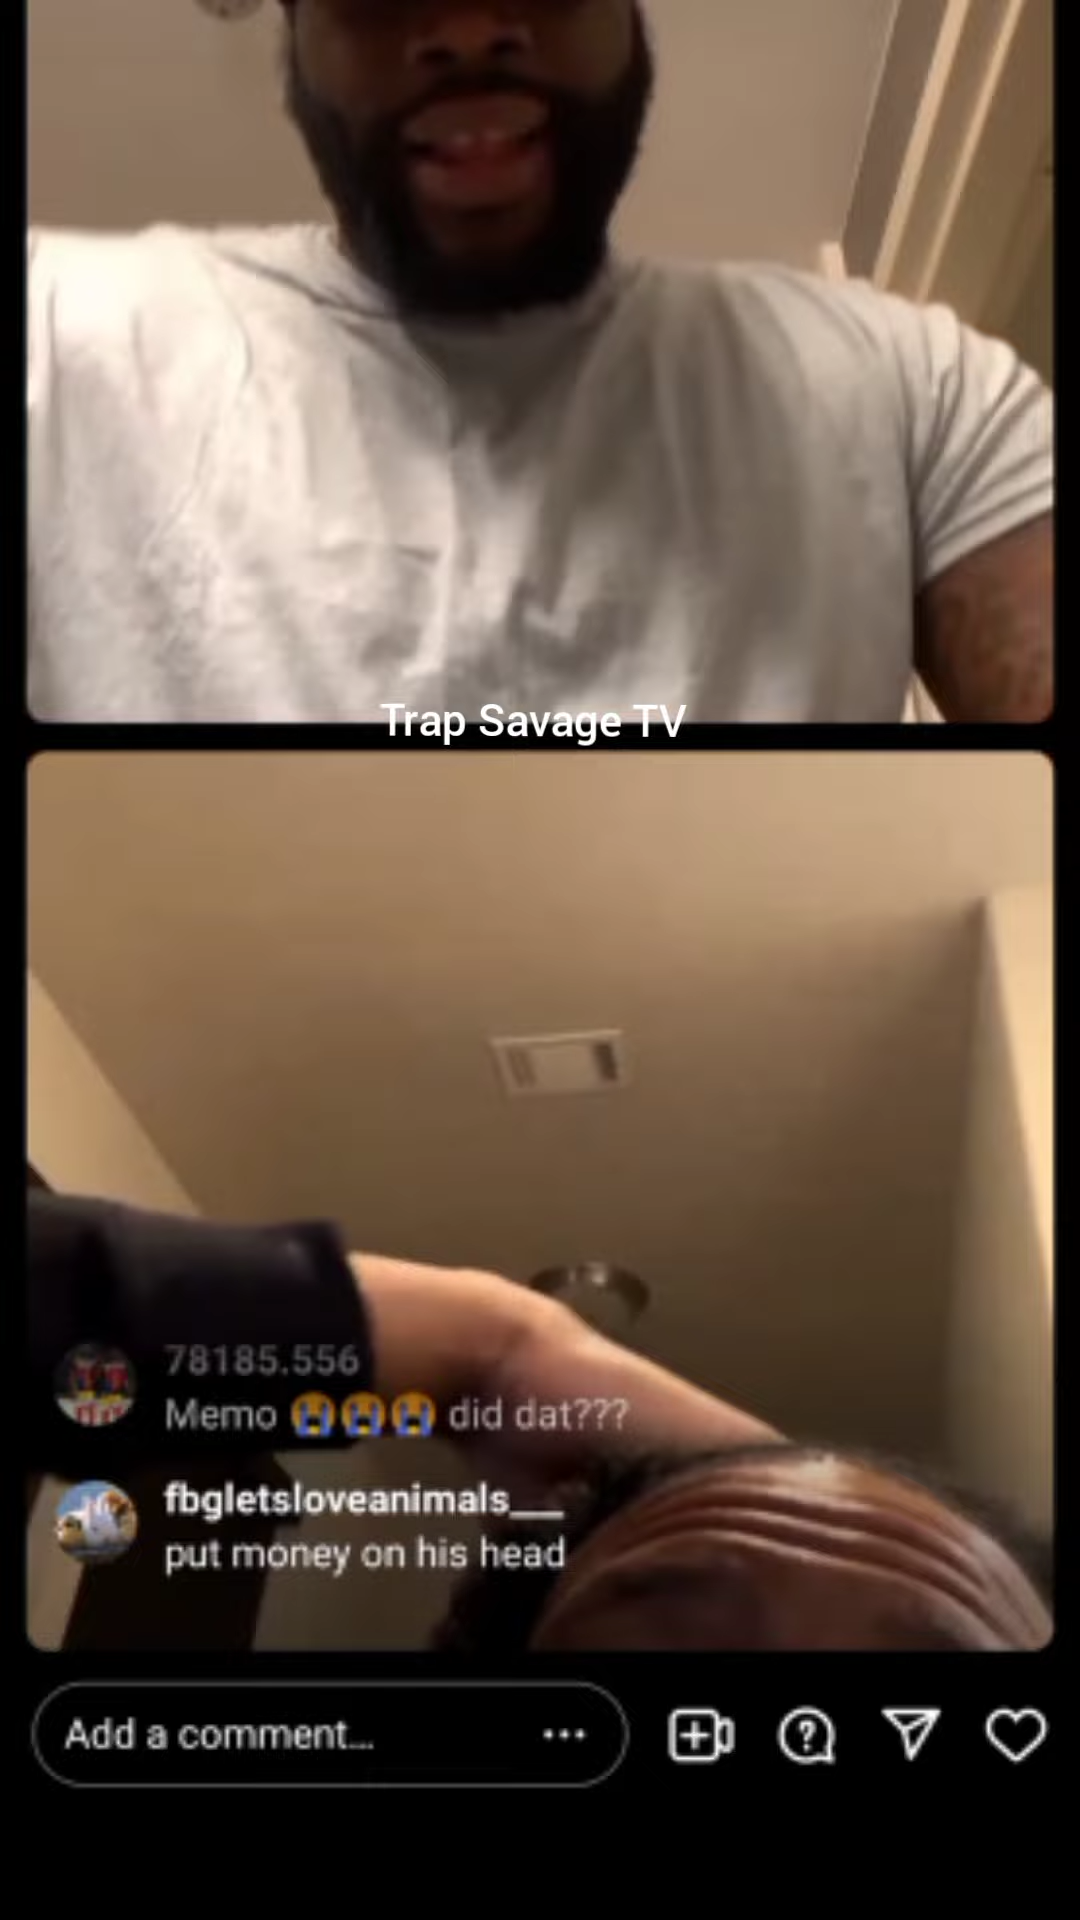 Trap Savage TV
78185.556
Memo 😭😭😭 did dat???
fbgletsloveanimals___
put money on his head
Add a comment...